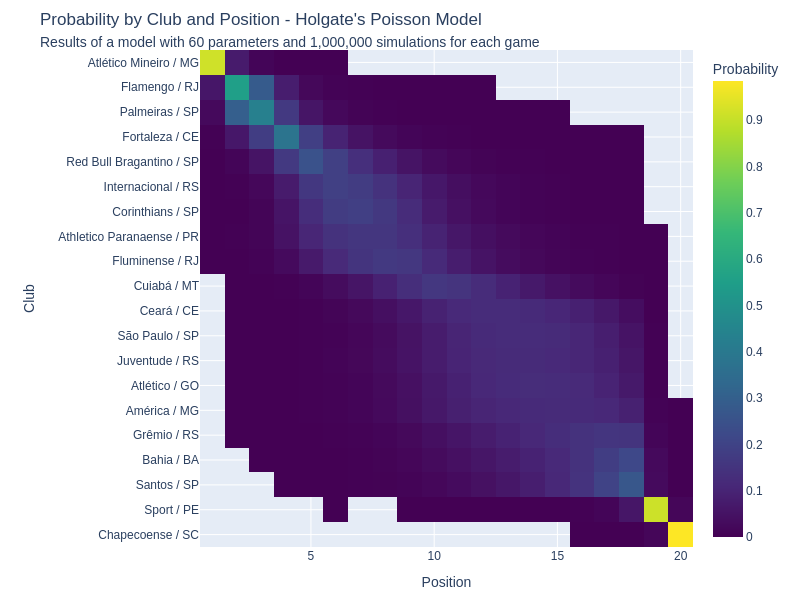 Probability by Club and Position - Holgate's Poisson Model
Results of a model with 60 parameters and 1,000,000 simulations for each game
Probability
Atlético Mineiro / MG
Flamengo / RJ
Palmeiras / SP
Fortaleza / CE
Red Bull Bragantino / SP
Internacional / RS
Corinthians / SP
Athletico Paranaense / PR
Fluminense / RJ
Cuiabá / MT
Ceará / CE
São Paulo / SP
Juventude / RS
Atlético / GO
América / MG
Grêmio / RS
Bahia / BA
Santos / SP
Sport / PE
Chapecoense / SC
Club
5
10
15
20
Position
0.9
0.8
0.7
0.6
0.5
0.4
0.3
0.2
0.1
0